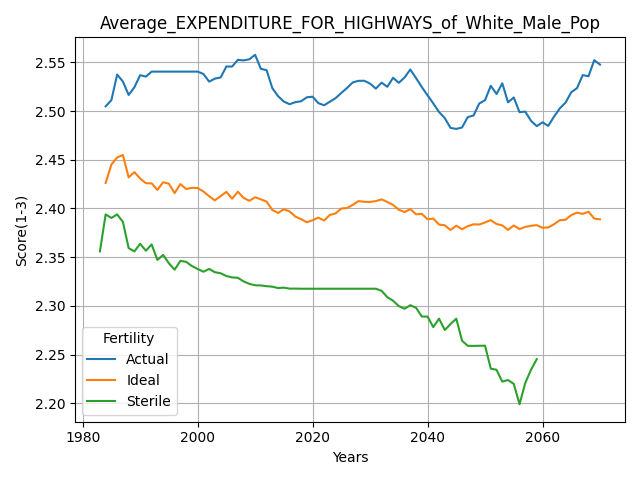 Average_EXPENDITURE_FOR_HIGHWAYS_of_White_Male_Pop
Score(1-3)
2.55
2.50
2.45
2.40
2.35
2.30
2.25
2.20
Fertility
Actual
Ideal
Sterile
1980 2000 2020 2040 2060
Years